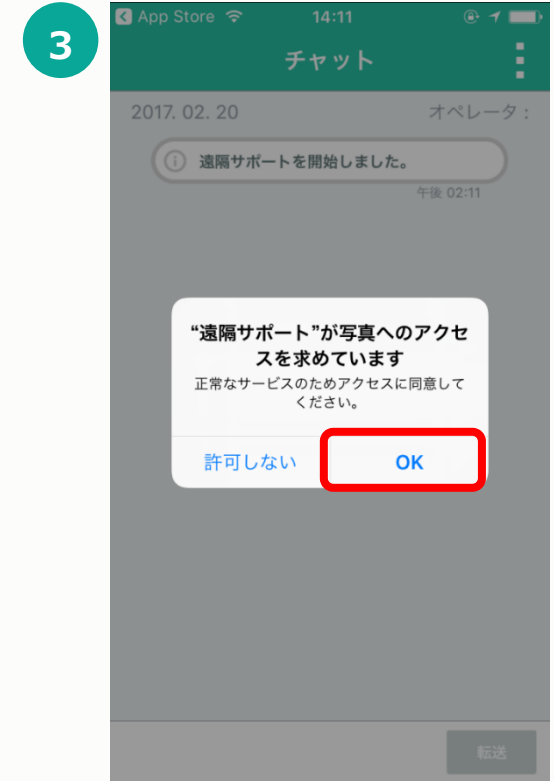 3
App Store 14:11
チャット
2017. 02. 20 オペレータ :
遠隔サポートを開始しました。
午後 02:11
“遠隔サポート”が写真へのアクセ
スを求めています
正常なサービスのためアクセスに同意して
ください。
許可しない OK
転送